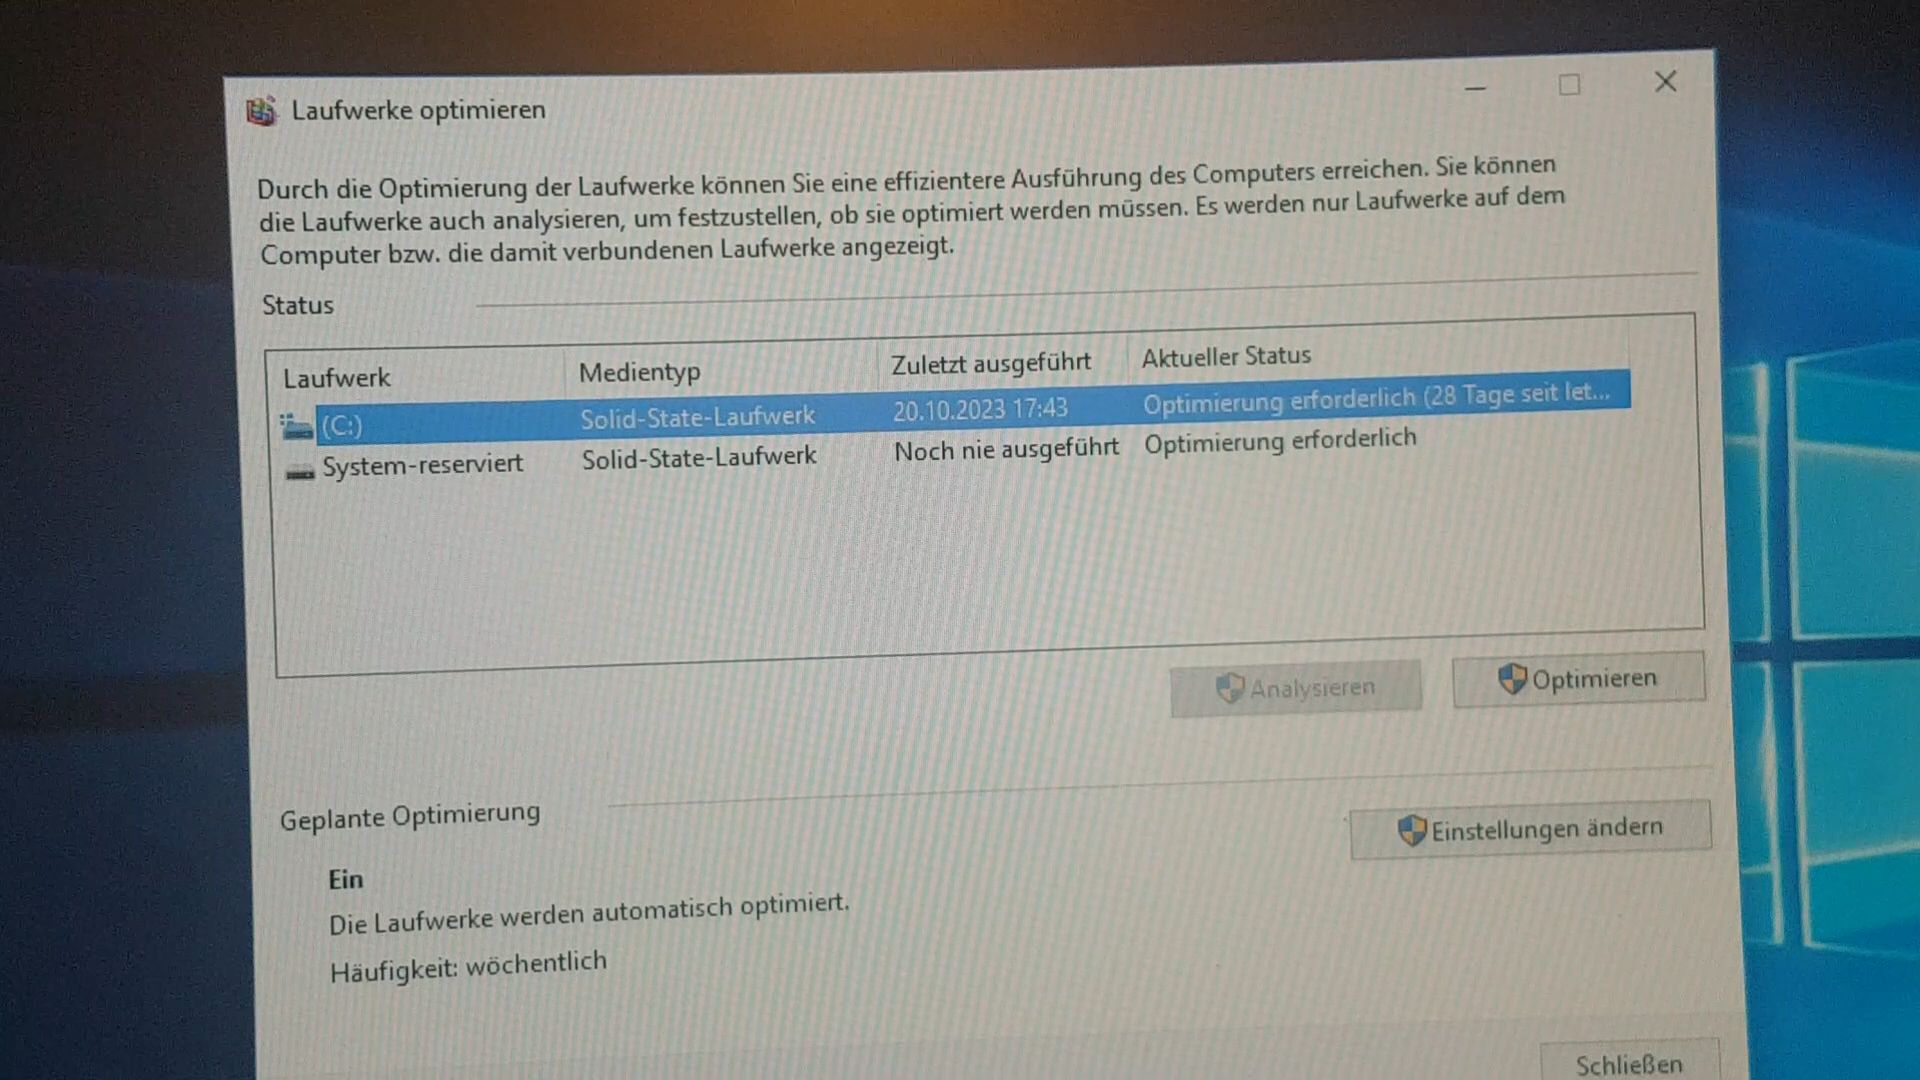 Laufwerke optimieren
Durch die Optimierung der Laufwerke können Sie eine effizientere Ausführung des Computers erreichen. Sie können
die Laufwerke auch analysieren, um festzustellen, ob sie optimiert werden müssen. Es werden nur Laufwerke auf dem
Computer bzw. die damit verbundenen Laufwerke angezeigt.
Status
Laufwerk Medientyp Zuletzt ausgeführt Aktueller Status
(C:) Solid-State-Laufwerk 20.10.2023 17:43 Optimierung erforderlich (28 Tage seit let...
System-reserviert Solid-State-Laufwerk Noch nie ausgeführt Optimierung erforderlich
Analysieren Optimieren
Geplante Optimierung
Einstellungen ändern
Ein
Die Laufwerke werden automatisch optimiert.
Häufigkeit: wöchentlich
Schließen